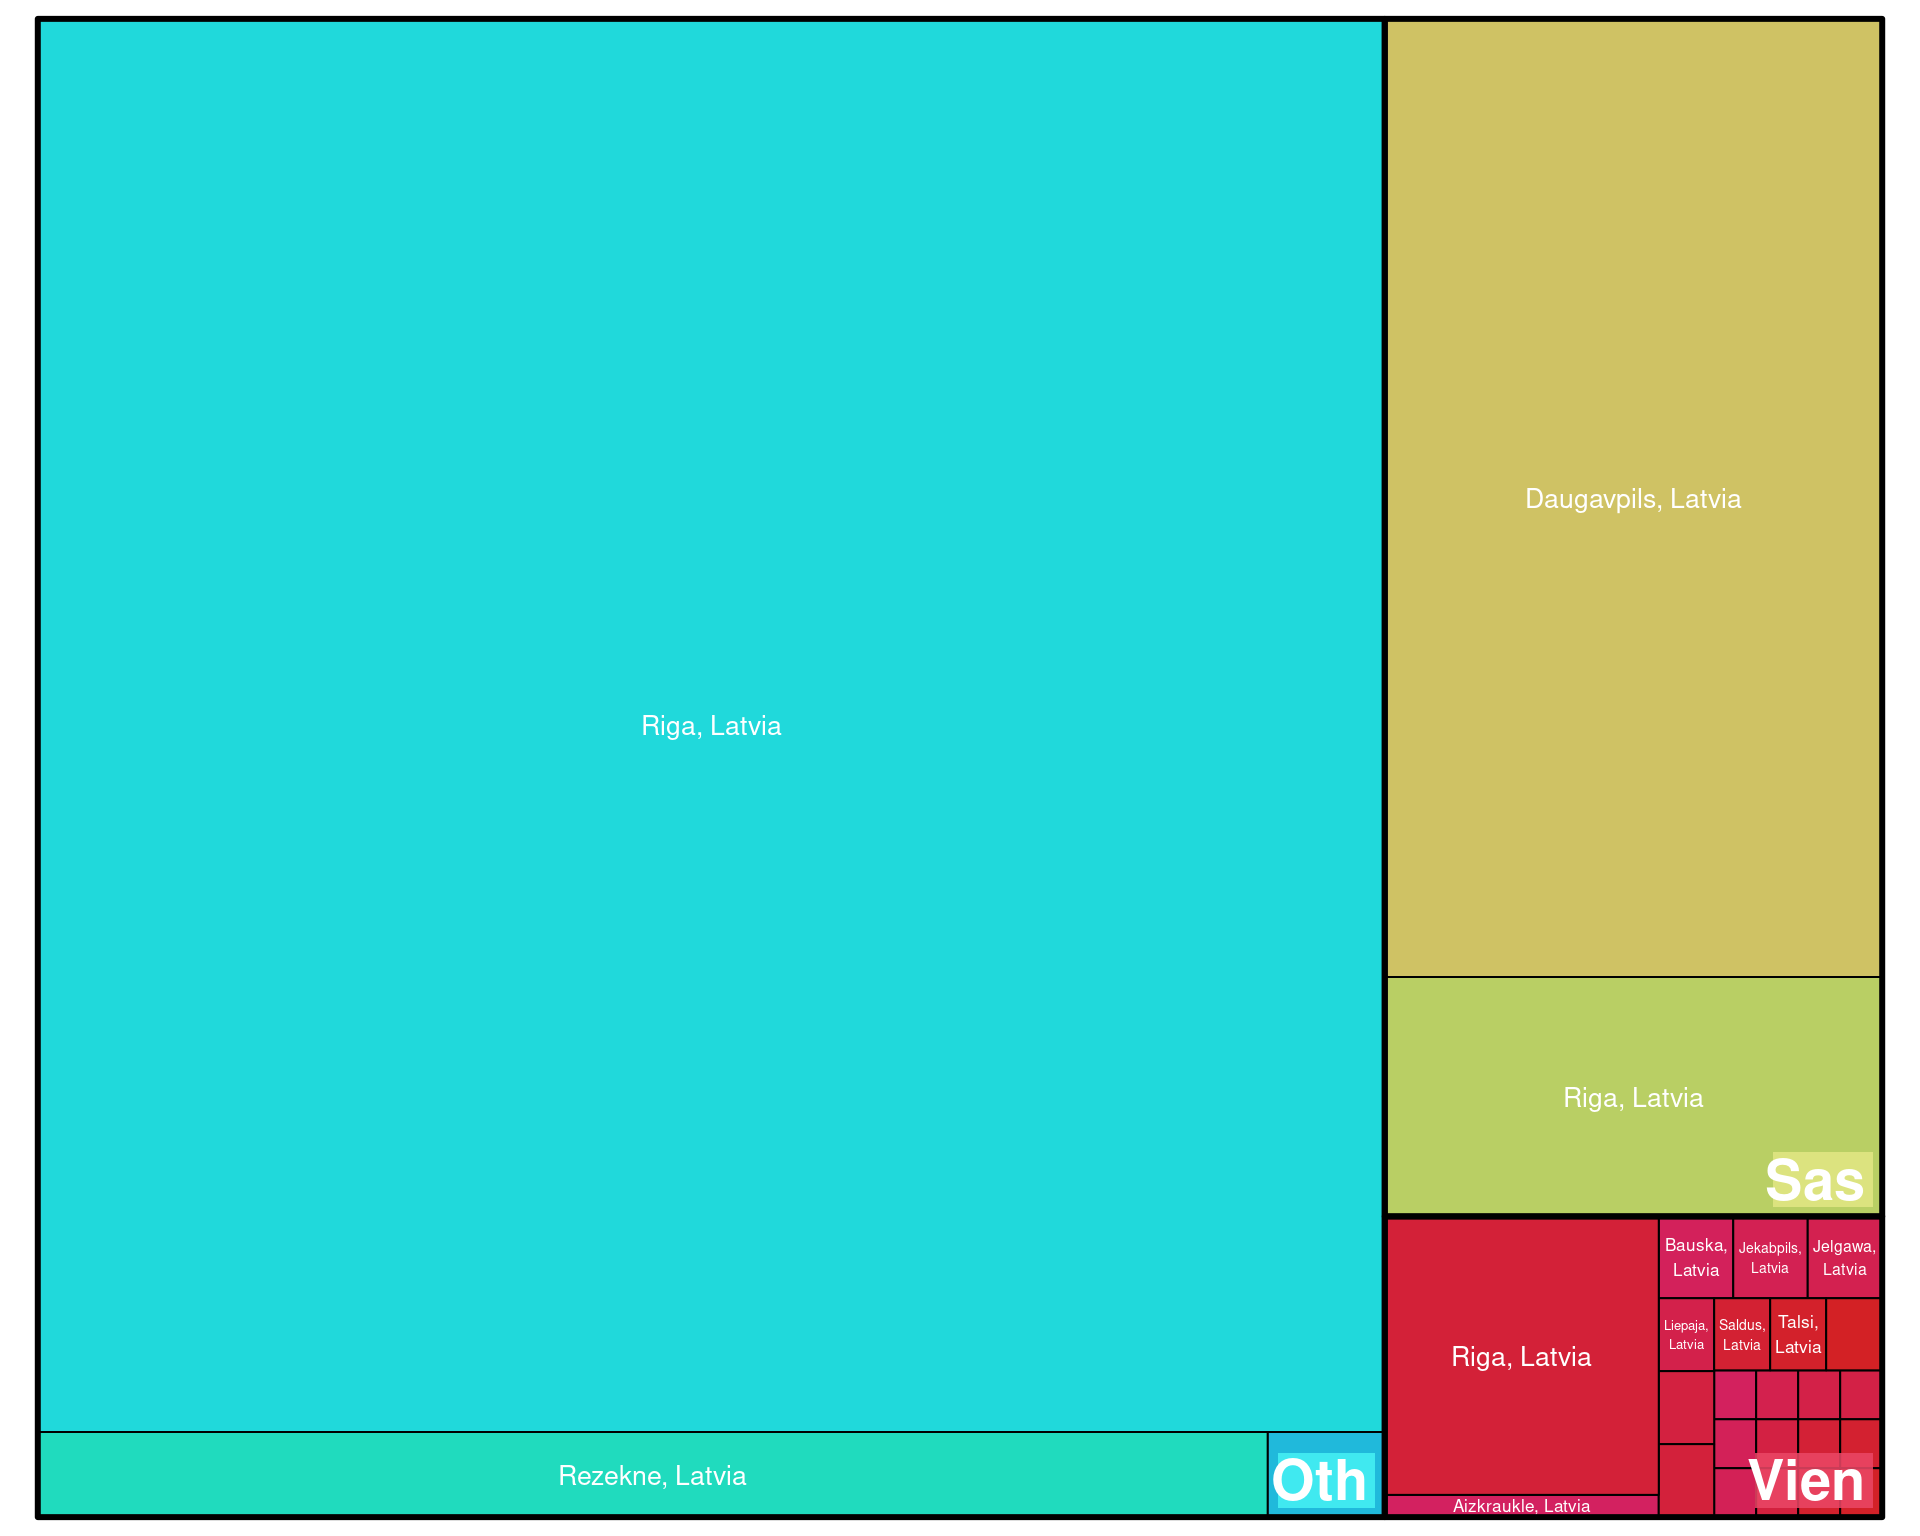 Riga, Latvia
Rezekne, Latvia
Oth
Daugavpils, Latvia
Riga, Latvia
Sas
Riga, Latvia
Aizkraukle, Latvia
Bauska,
Latvia
Jekabpils,
Latvia
Jelgawa,
Latvia
Liepaja,
Latvia
Saldus,
Latvia
Talsi,
Latvia
Vien